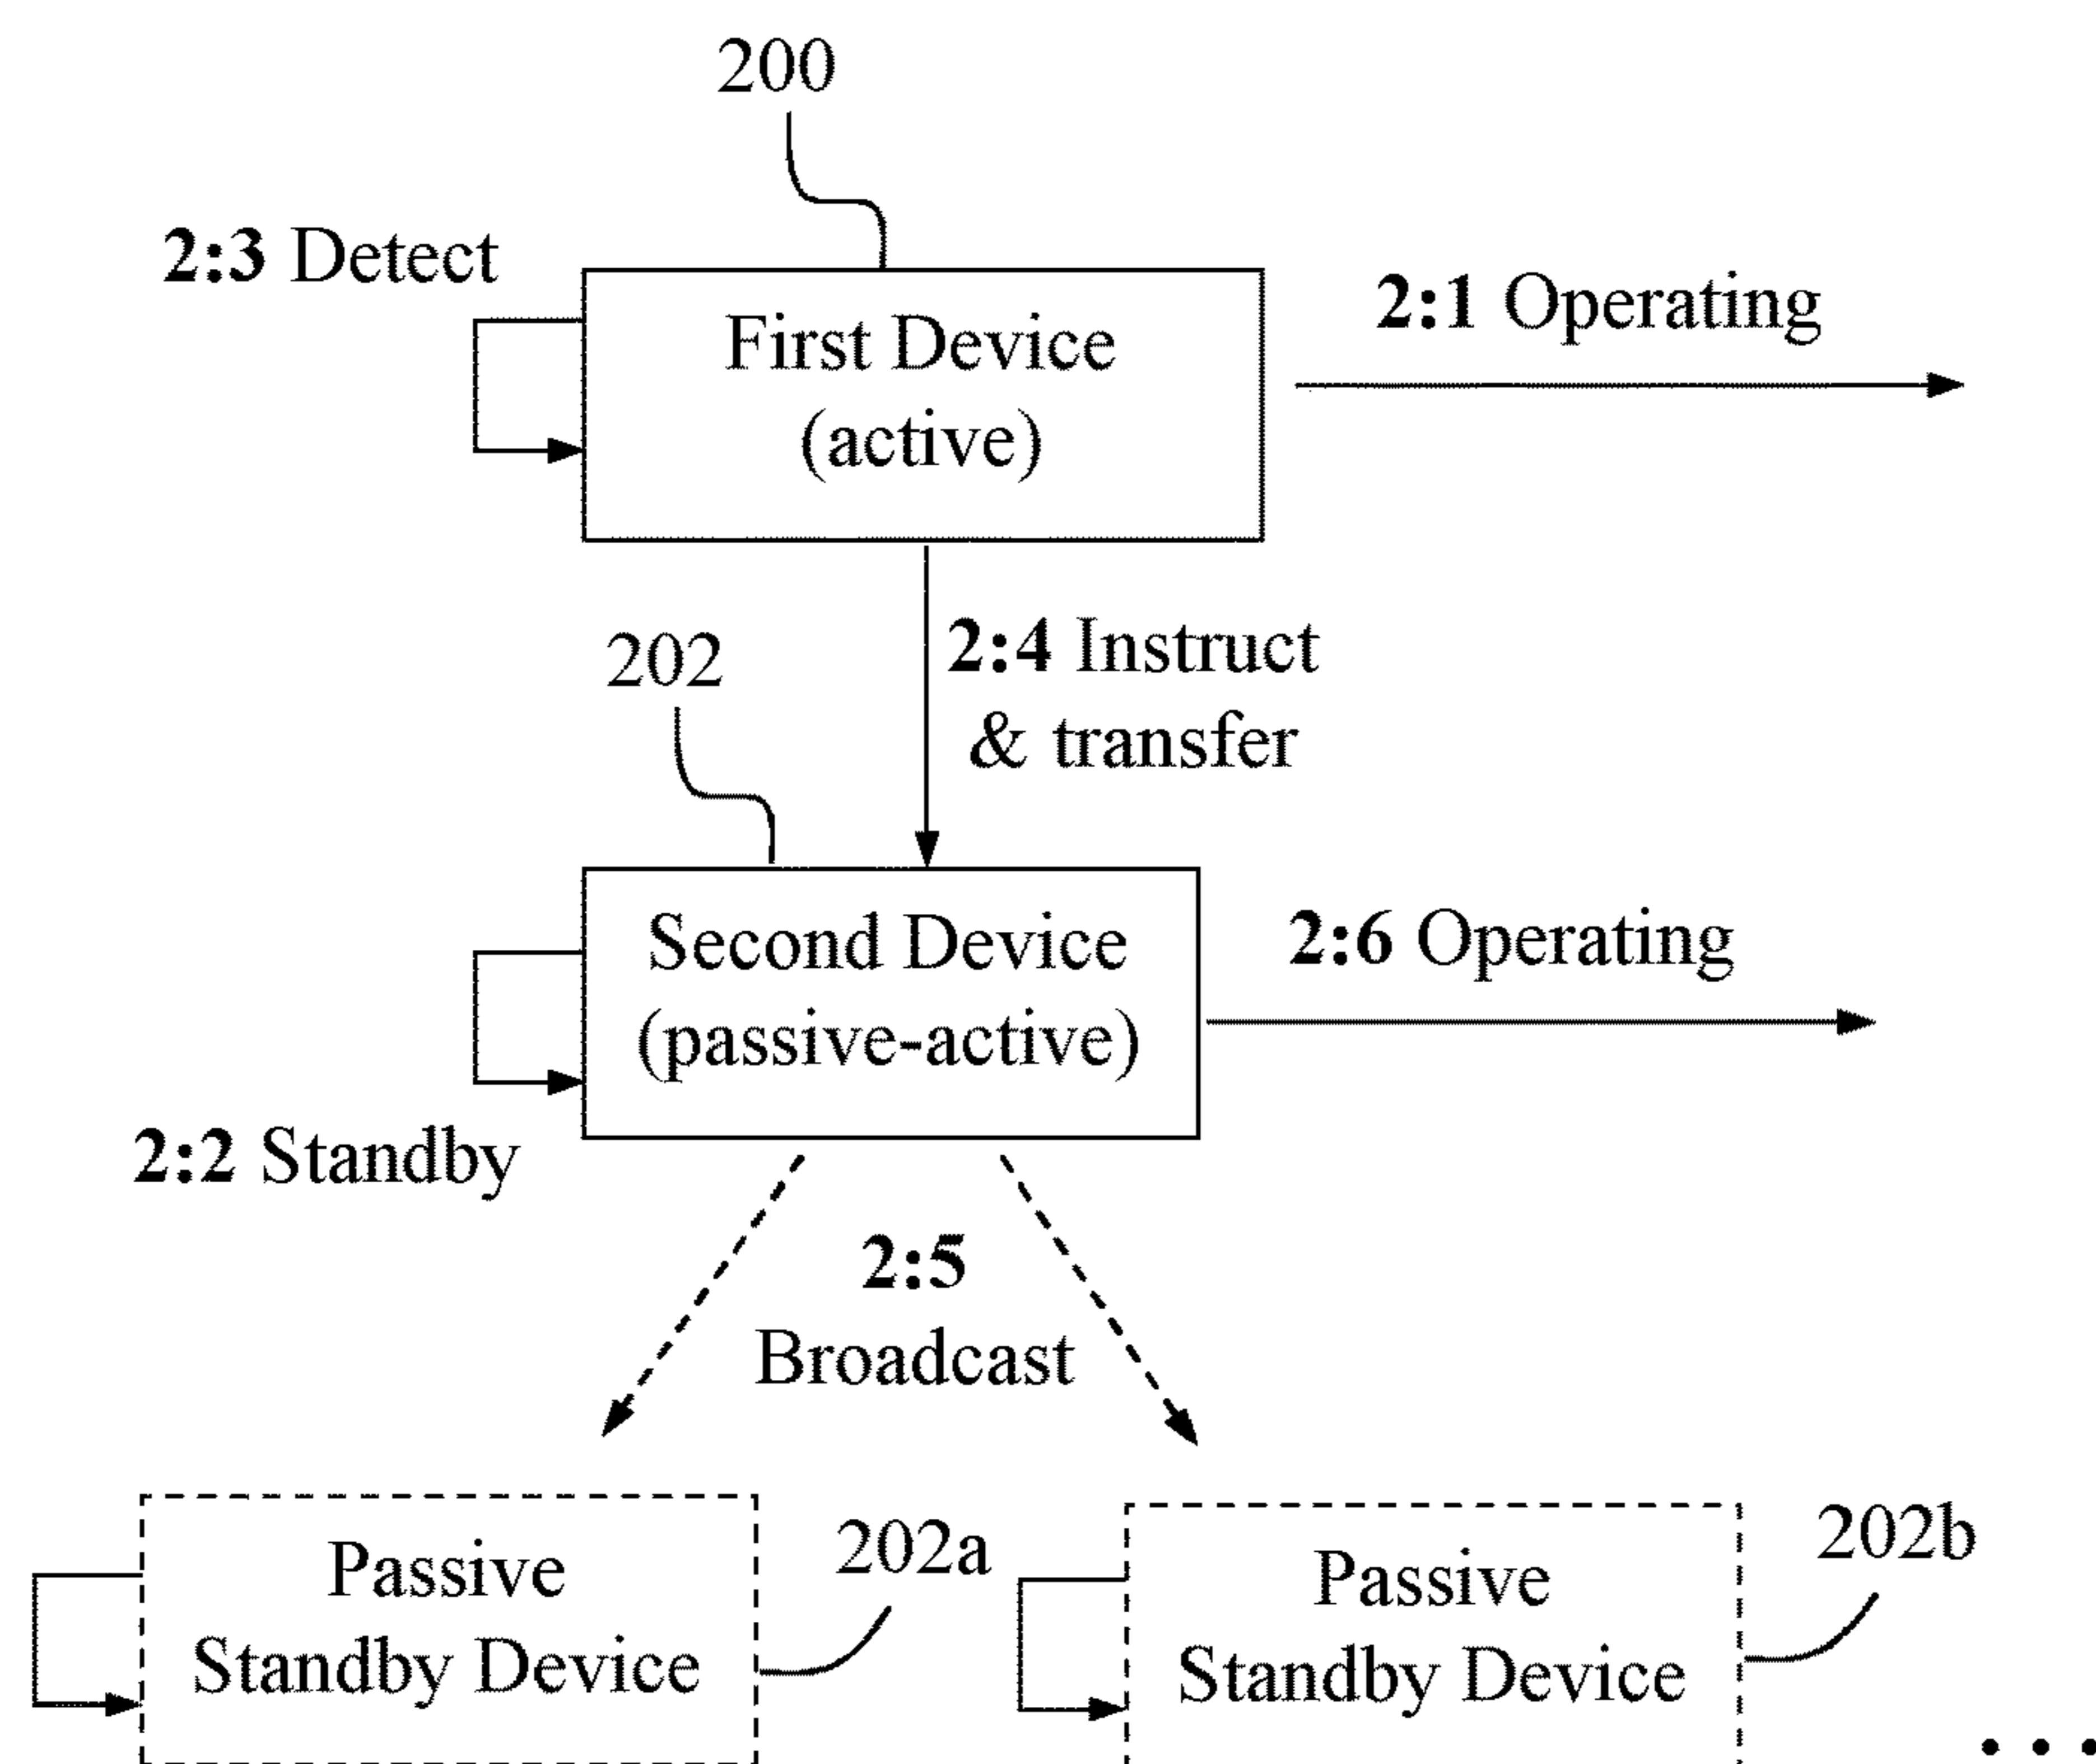 200
2:3 Detect
First Device
(active)
2:1 Operating
202
2:4 Instruct
& transfer
Second Device
(passive-active)
2:6 Operating
2:2 Standby
2:5
Broadcast
Passive
Standby Device
202a
Passive
Standby Device
202b
...